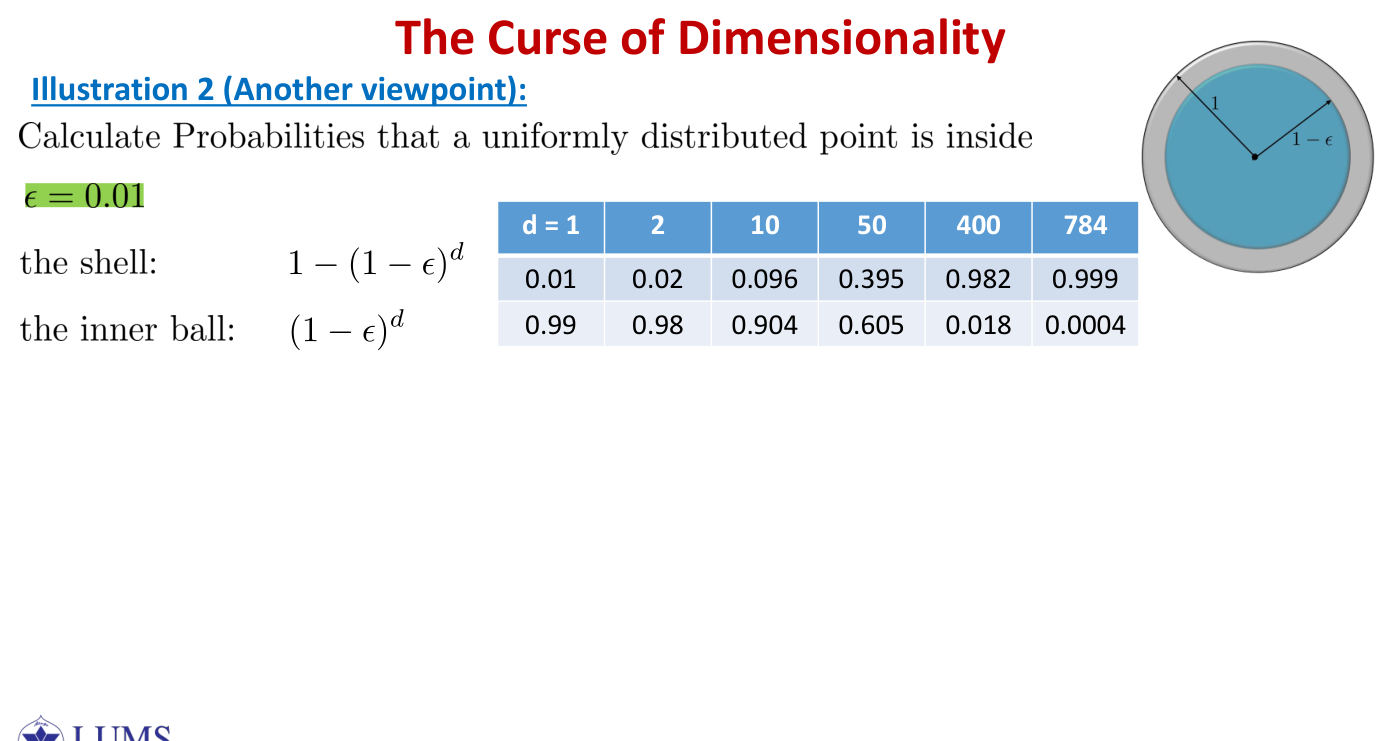 The Curse of Dimensionality
Illustration 2 (Another viewpoint):
Calculate Probabilities that a uniformly distributed point is inside
1
1 − ϵ
ϵ = 0.01
d = 1 2 10 50 400 784
the shell: 1 − (1 − ϵ)^d 0.01 0.02 0.096 0.395 0.982 0.999
the inner ball: (1 − ϵ)^d 0.99 0.98 0.904 0.605 0.018 0.0004
LUMS